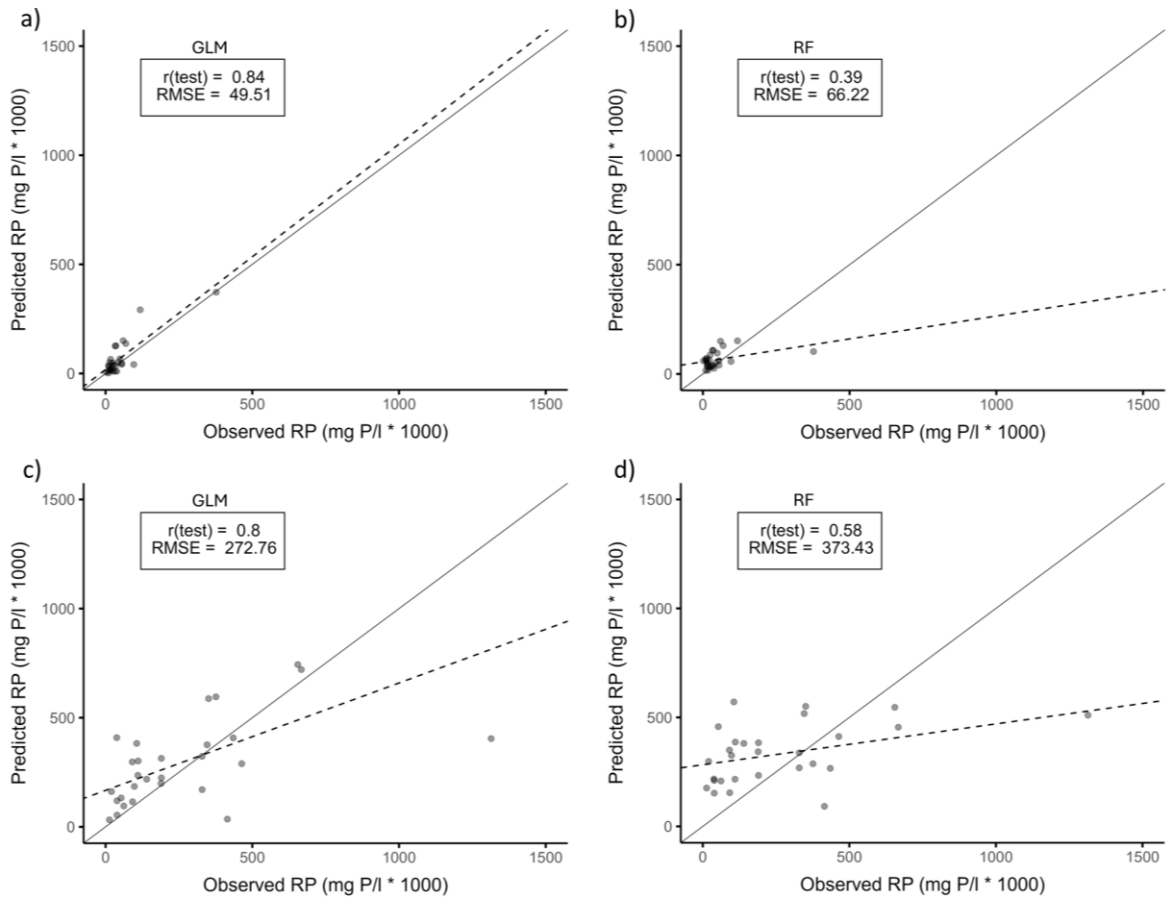 a)
GLM
r(test) = 0.84
RMSE = 49.51
1500
1000
500
0
Predicted RP (mg P/l * 1000)
0 500 1000 1500
Observed RP (mg P/l * 1000)
b)
RF
r(test) = 0.39
RMSE = 66.22
1500
1000
500
0
Predicted RP (mg P/l * 1000)
0 500 1000 1500
Observed RP (mg P/l * 1000)
c)
GLM
r(test) = 0.8
RMSE = 272.76
1500
1000
500
0
Predicted RP (mg P/l * 1000)
0 500 1000 1500
Observed RP (mg P/l * 1000)
d)
RF
r(test) = 0.58
RMSE = 373.43
1500
1000
500
0
Predicted RP (mg P/l * 1000)
0 500 1000 1500
Observed RP (mg P/l * 1000)